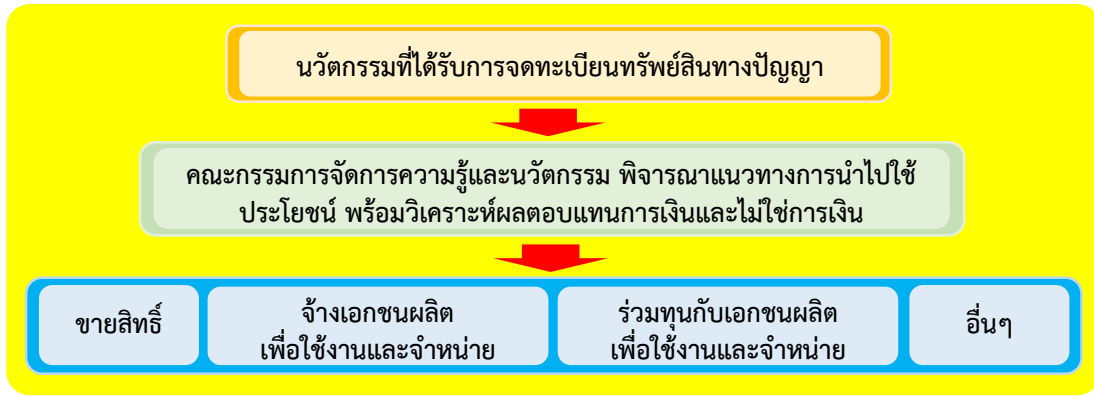 นวัตกรรมที่ได้รับการจดทะเบียนทรัพย์สินทางปัญญา
คณะกรรมการจัดการความรู้และนวัตกรรม พิจารณาแนวทางการนำไปใช้
ประโยชน์ พร้อมวิเคราะห์ผลตอบแทนการเงินและไม่ใช่การเงิน
ขายสิทธิ์
จ้างเอกชนผลิต
เพื่อใช้งานและจำหน่าย
ร่วมทุนกับเอกชนผลิต
เพื่อใช้งานและจำหน่าย
อื่นๆ